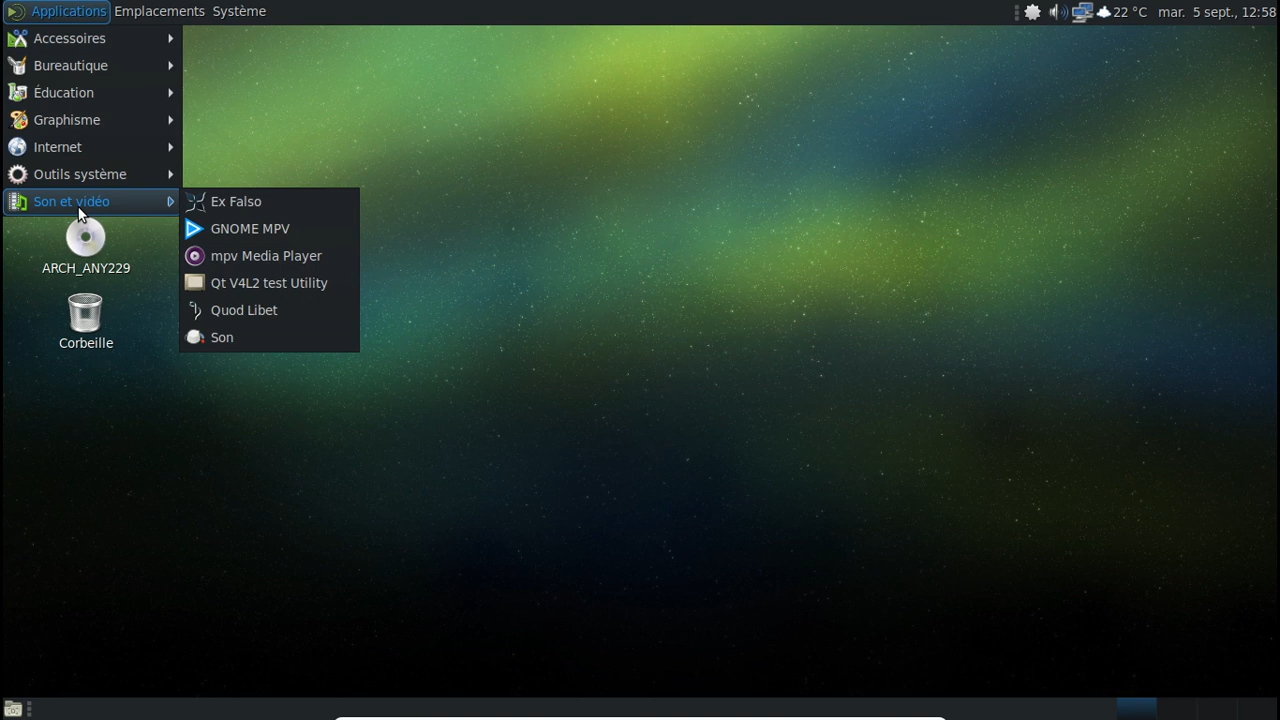 Applications Emplacements Système 22 °C mar. 5 sept., 12:58
Accessoires
Bureautique
Éducation
Graphisme
Internet
Outils système
Son et vidéo
Ex Falso
GNOME MPV
mpv Media Player
Qt V4L2 test Utility
Quod Libet
Son
ARCH_ANY229
Corbeille